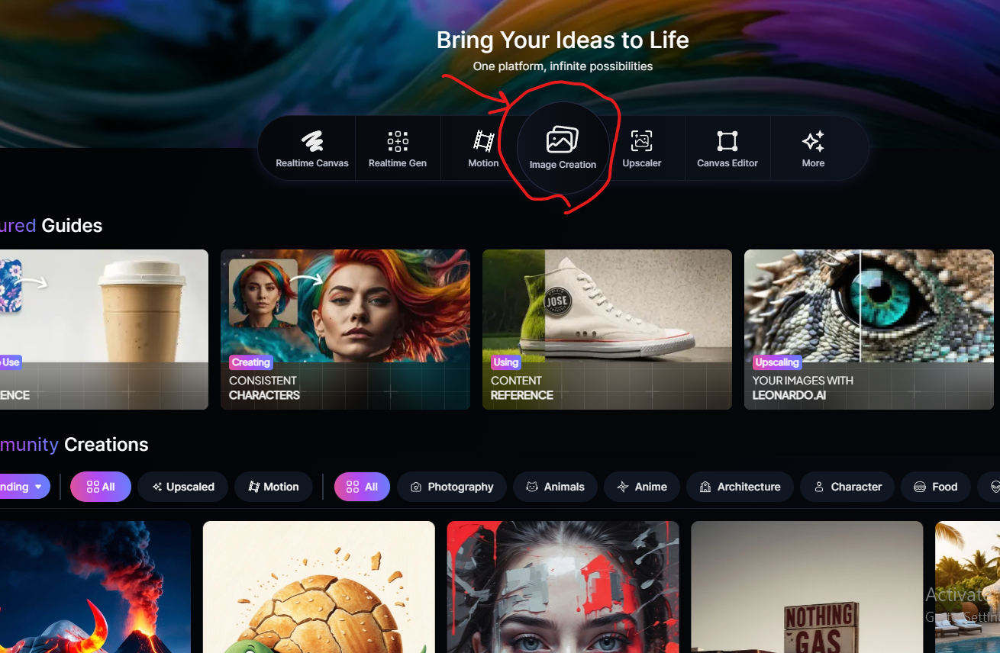 Bring Your Ideas to Life
One platform, infinite possibilities
Realtime Canvas
Realtime Gen
Motion
Image Creation
Upscaler
Canvas Editor
More
ured Guides
Use
ENCE
Creating
CONSISTENT
CHARACTERS
JOSE
Using
CONTENT
REFERENCE
Upscaling
YOUR IMAGES WITH
LEONARDO.AI
munity Creations
nding
All
Upscaled
Motion
All
Photography
Animals
Anime
Architecture
Character
Food
NOTHING
GAS
Activat